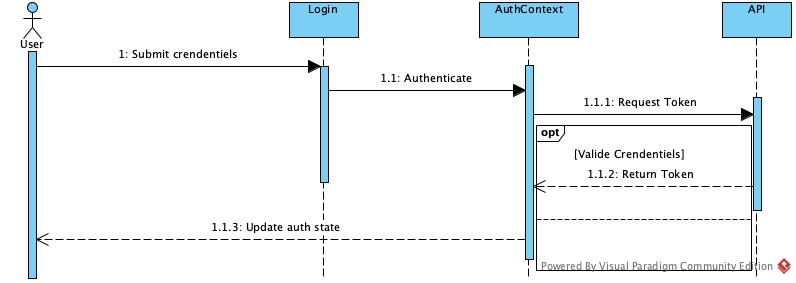 Login
AuthContext
API
User
1: Submit crendentiels
1.1: Authenticate
1.1.1: Request Token
opt
[Valide Crendentiels]
1.1.2: Return Token
1.1.3: Update auth state
Powered By Visual Paradigm Community Edition